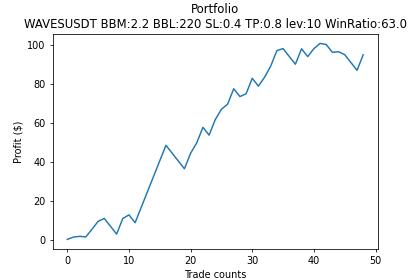 Portfolio
WAVESUSDT BBM:2.2 BBL:220 SL:0.4 TP:0.8 lev:10 WinRatio:63.0
100
80
60
40
20
0
Profit ($)
0 10 20 30 40 50
Trade counts